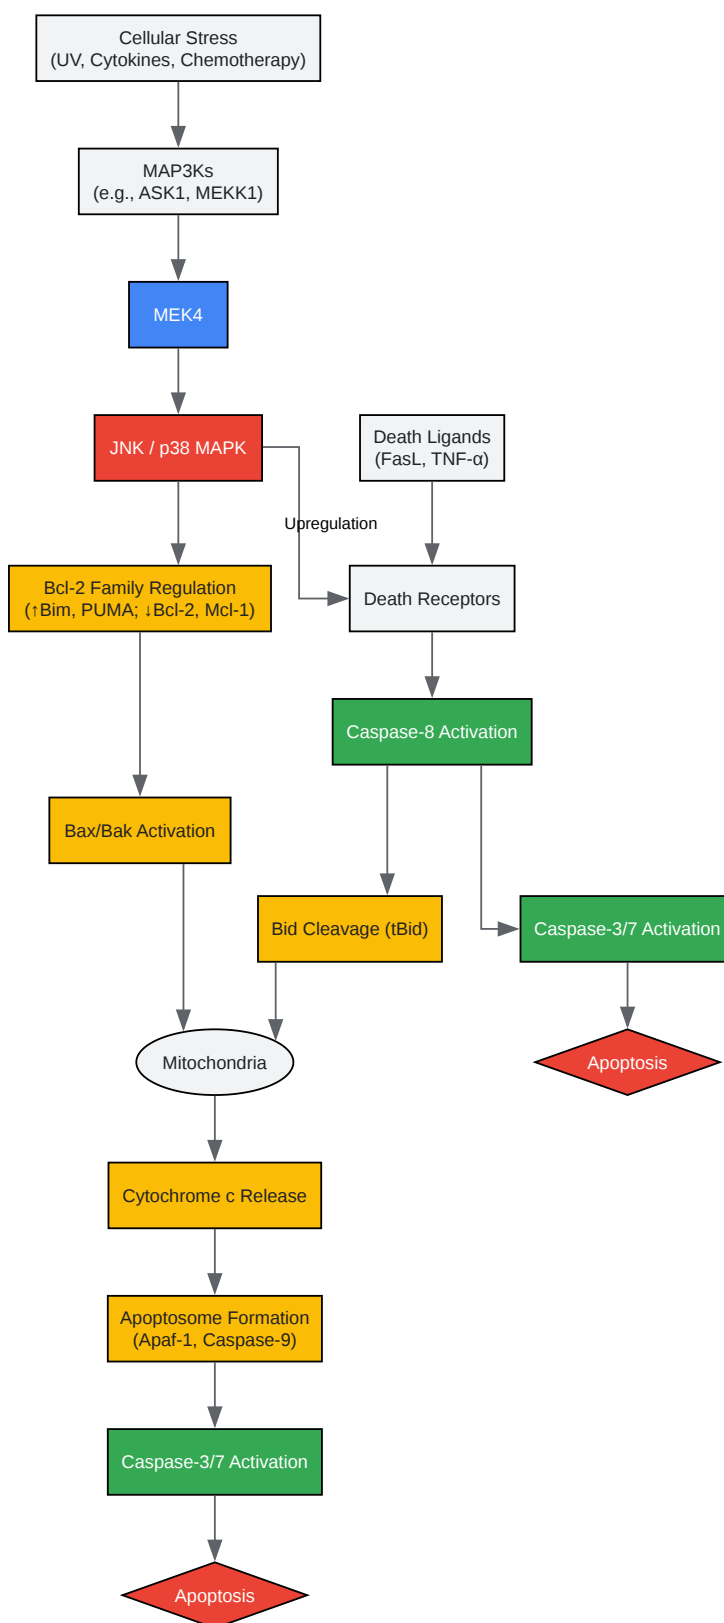 Cellular Stress
(UV, Cytokines, Chemotherapy)
MAP3Ks
(e.g., ASK1, MEKK1)
MEK4
JNK / p38 MAPK
Death Ligands
(FasL, TNF-α)
Upregulation
Bcl-2 Family Regulation
(↑Bim, PUMA; ↓Bcl-2, Mcl-1)
Death Receptors
Caspase-8 Activation
Bax/Bak Activation
Bid Cleavage (tBid)
Caspase-3/7 Activation
Mitochondria
Apoptosis
Cytochrome c Release
Apoptosome Formation
(Apaf-1, Caspase-9)
Caspase-3/7 Activation
Apoptosis